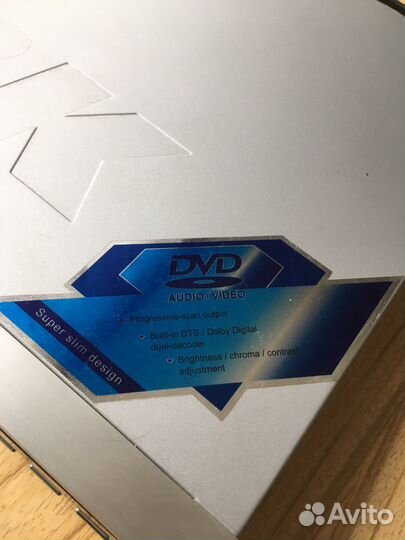 DVD
AUDIO / VIDEO
Progressive-scan output
Built-in DTS / Dolby Digital
dual-decoder
Brightness / chroma / contrast
adjustment
Super slim design
Avito